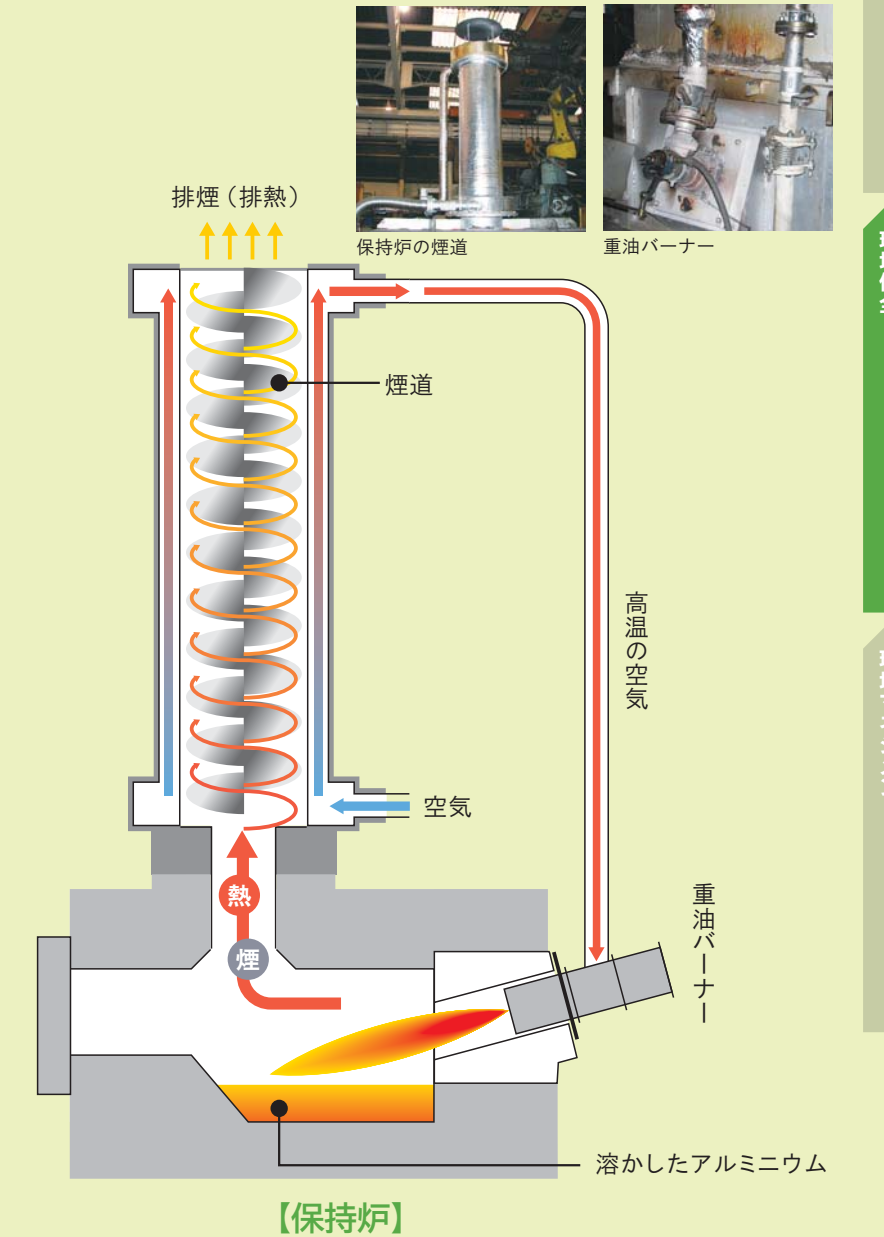 保持炉の煙道
重油バーナー
排煙（排熱）
煙道
高温の空気
空気
熱
煙
重油バーナー
溶かしたアルミニウム
【保持炉】